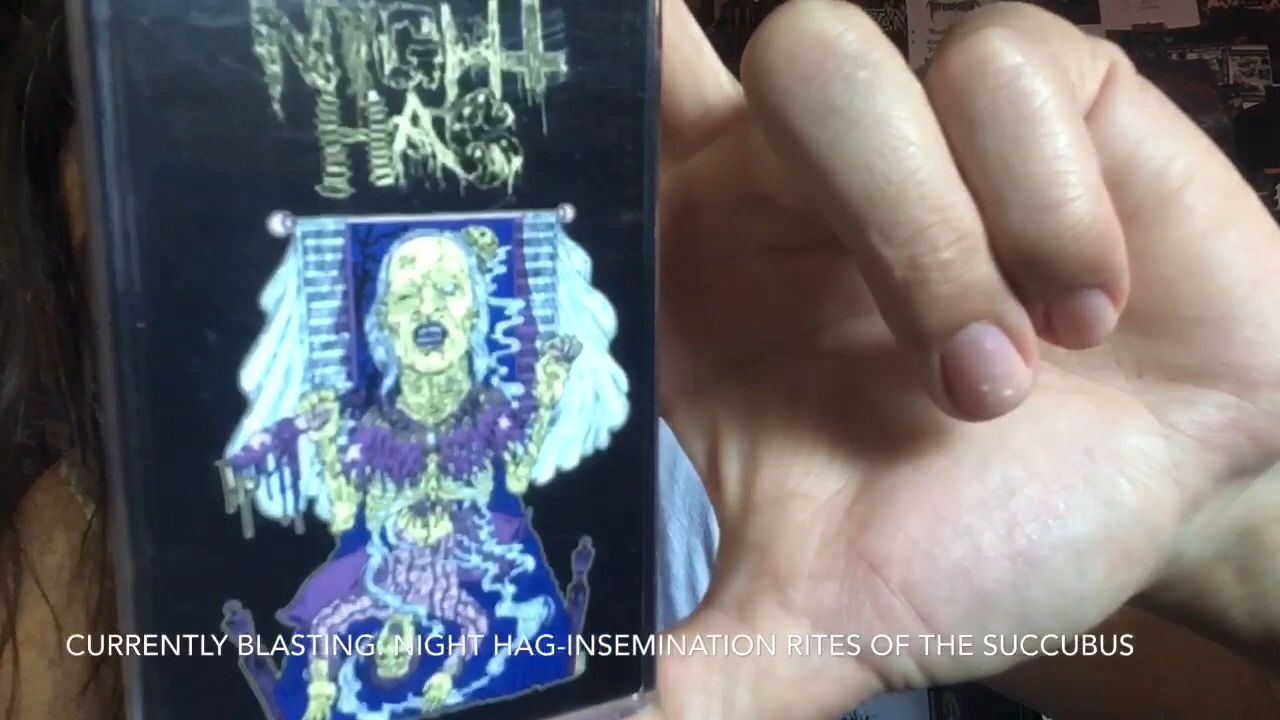 NIGHT
HAG
CURRENTLY BLASTING: NIGHT HAG-INSEMINATION RITES OF THE SUCCUBUS